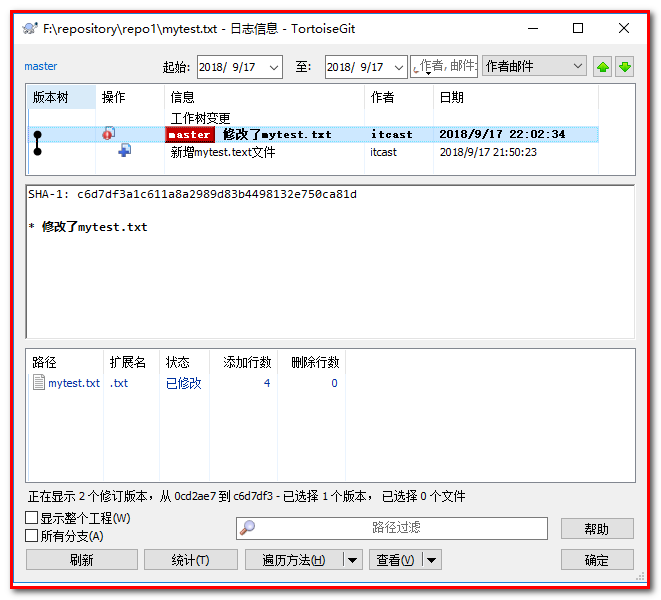 F:\repository\repo1\mytest.txt - 日志信息 - TortoiseGit
master 起始: 2018/ 9/17 至: 2018/ 9/17 作者, 邮件: 作者邮件
版本树 操作 信息 作者 日期
工作树变更
master 修改了mytest.txt itcast 2018/9/17 22:02:34
新增mytest.text文件 itcast 2018/9/17 21:50:23
SHA-1: c6d7df3a1c611a8a2989d83b4498132e750ca81d
* 修改了mytest.txt
路径 扩展名 状态 添加行数 删除行数
mytest.txt .txt 已修改 4 0
正在显示 2 个修订版本，从 0cd2ae7 到 c6d7df3 - 已选择 1 个版本， 已选择 0 个文件
显示整个工程(W)
所有分支(A)
路径过滤 帮助
刷新 统计(T) 遍历方法(H) 查看(V) 确定